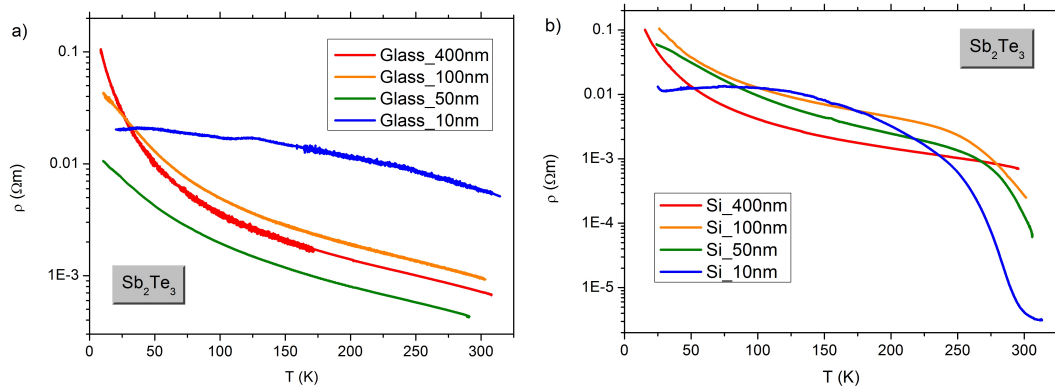 a)
ρ (Ωm)
0.1
0.01
1E-3
Glass_400nm
Glass_100nm
Glass_50nm
Glass_10nm
Sb₂Te₃
0 50 100 150 200 250 300
T (K)
b)
ρ (Ωm)
0.1
0.01
1E-3
1E-4
1E-5
Sb₂Te₃
Si_400nm
Si_100nm
Si_50nm
Si_10nm
0 50 100 150 200 250 300
T (K)